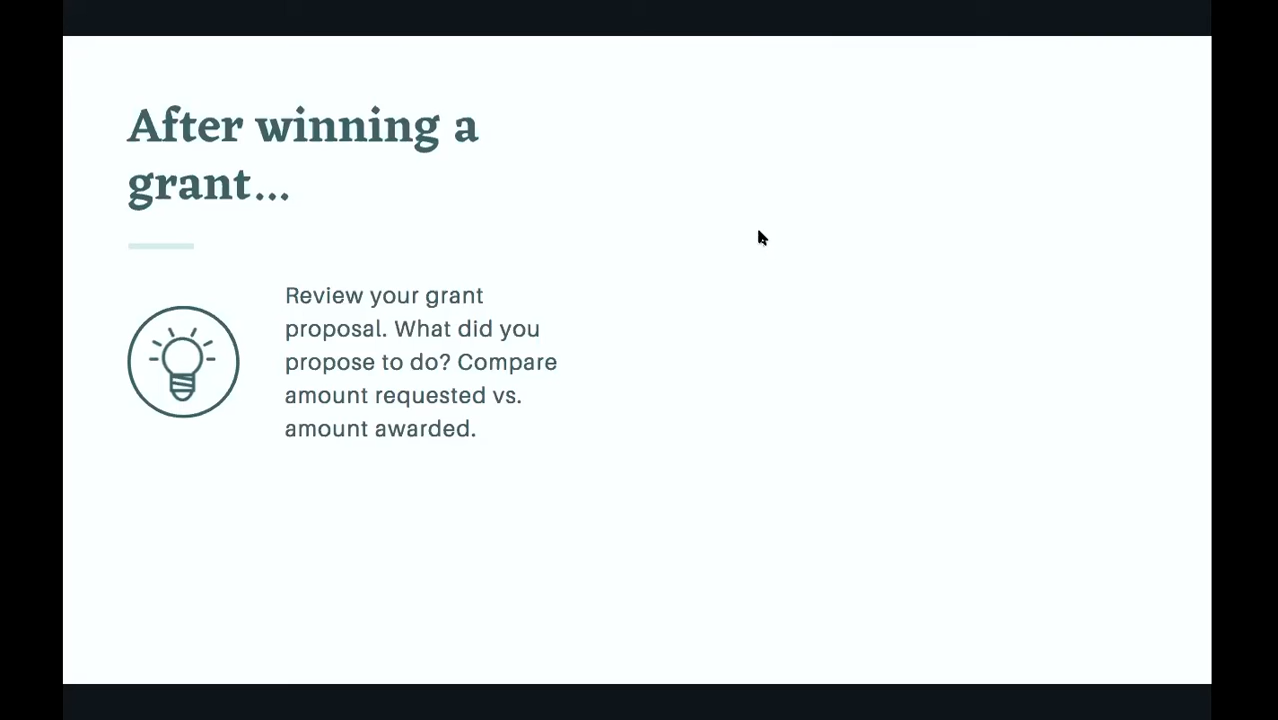 After winning a
grant...
Review your grant
proposal. What did you
propose to do? Compare
amount requested vs.
amount awarded.